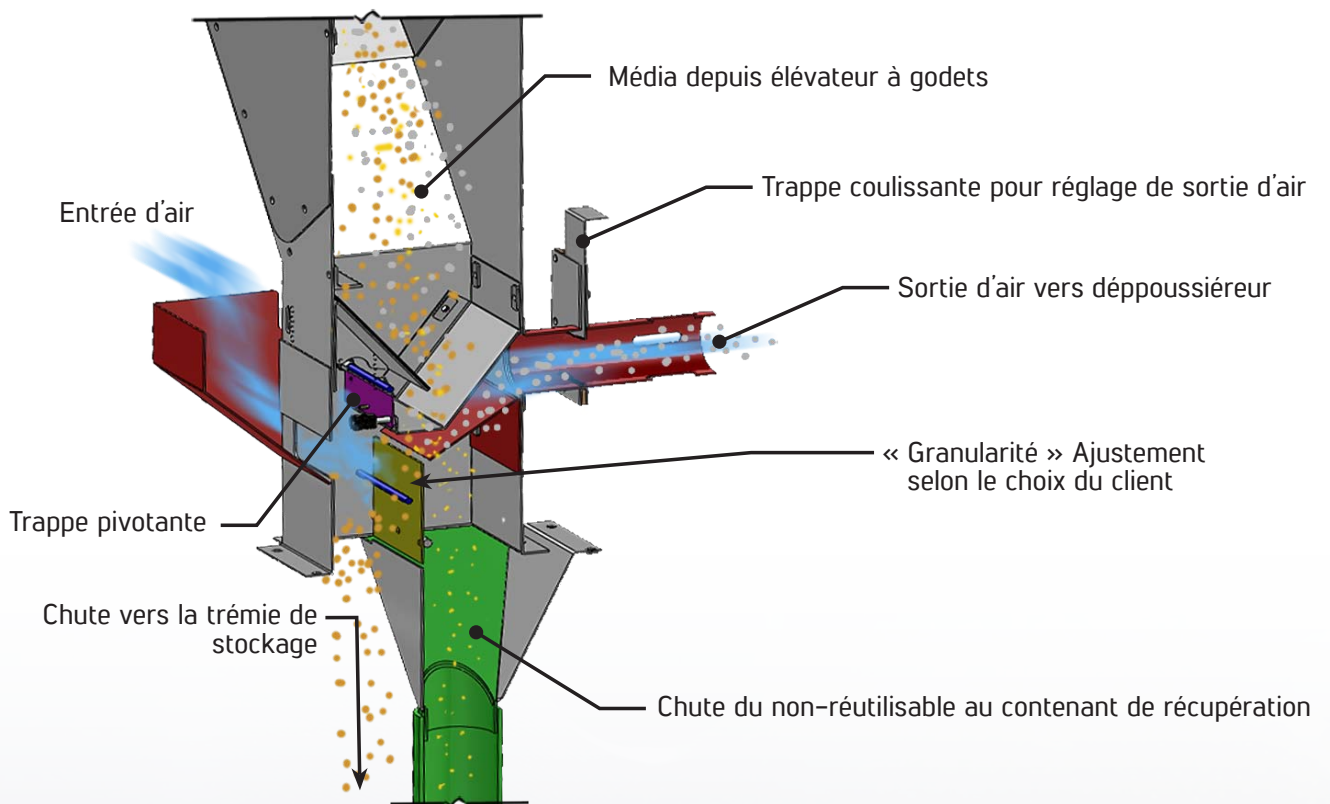 Média depuis élévateur à godets
Trappe coulissante pour réglage de sortie d'air
Entrée d'air
Sortie d'air vers déppoussiéreur
« Granularité » Ajustement
selon le choix du client
Trappe pivotante
Chute vers la trémie de
stockage
Chute du non-réutilisable au contenant de récupération